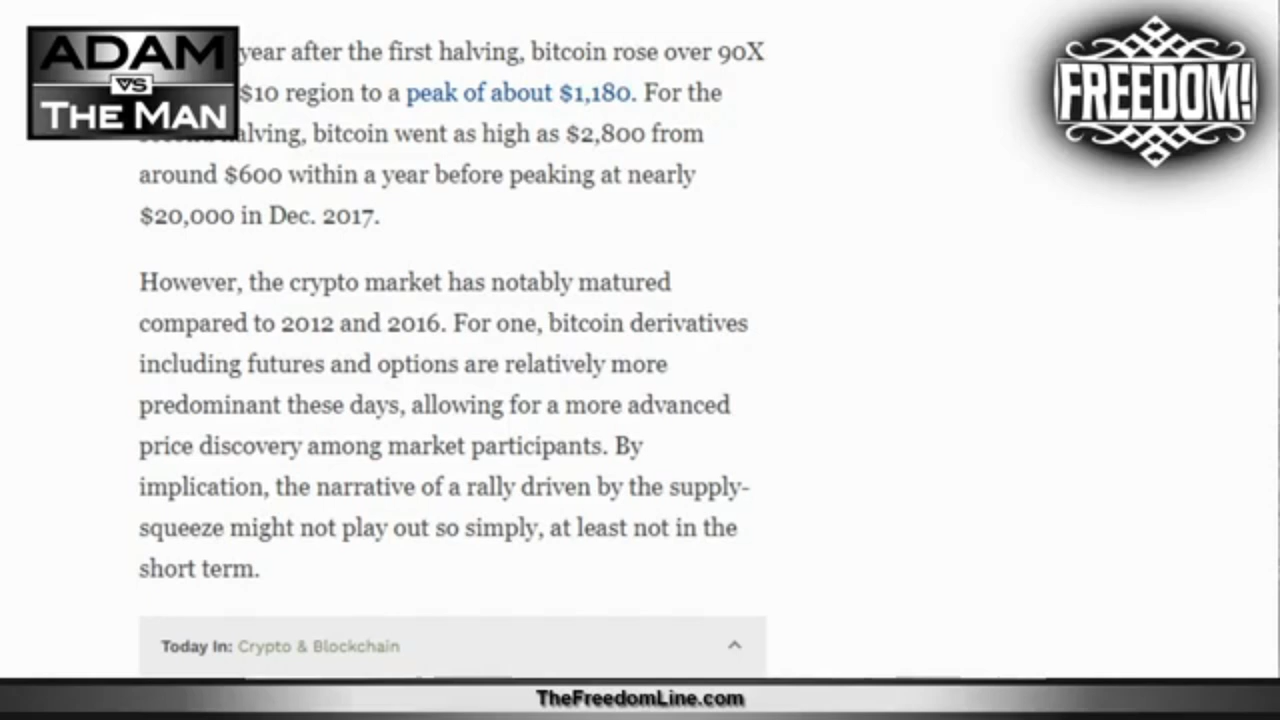 ADAM
VS
THE MAN
FREEDOM!
year after the first halving, bitcoin rose over 90X
$10 region to a peak of about $1,180. For the
halving, bitcoin went as high as $2,800 from
around $600 within a year before peaking at nearly
$20,000 in Dec. 2017.
However, the crypto market has notably matured
compared to 2012 and 2016. For one, bitcoin derivatives
including futures and options are relatively more
predominant these days, allowing for a more advanced
price discovery among market participants. By
implication, the narrative of a rally driven by the supply-
squeeze might not play out so simply, at least not in the
short term.
Today In: Crypto & Blockchain
TheFreedomLine.com